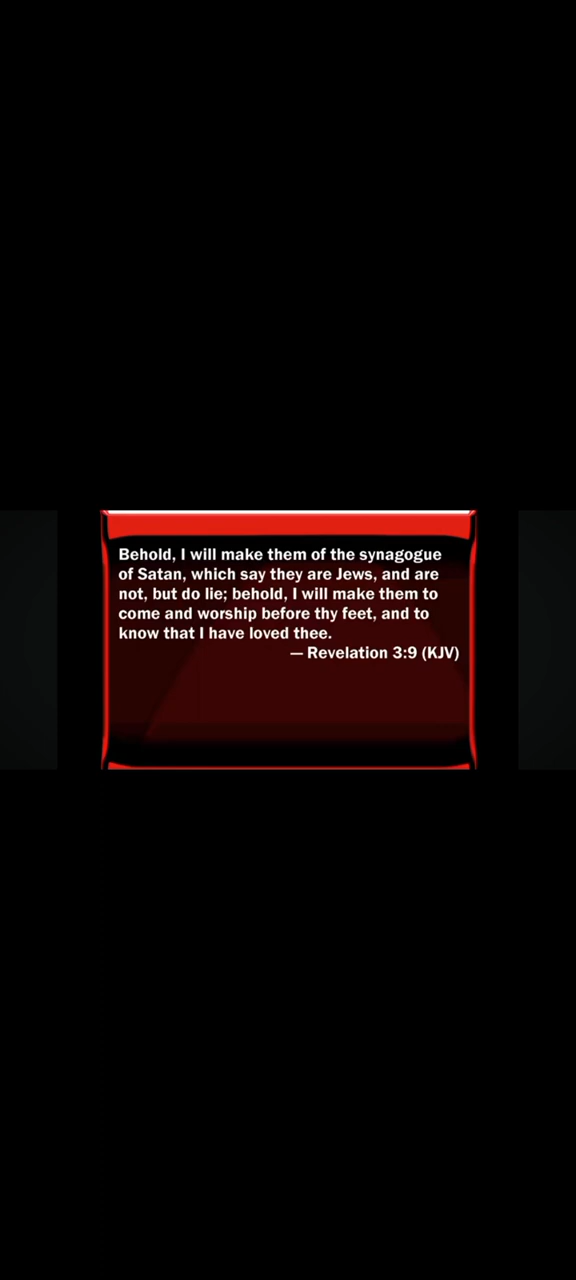 Behold, I will make them of the synagogue
of Satan, which say they are Jews, and are
not, but do lie; behold, I will make them to
come and worship before thy feet, and to
know that I have loved thee.
— Revelation 3:9 (KJV)